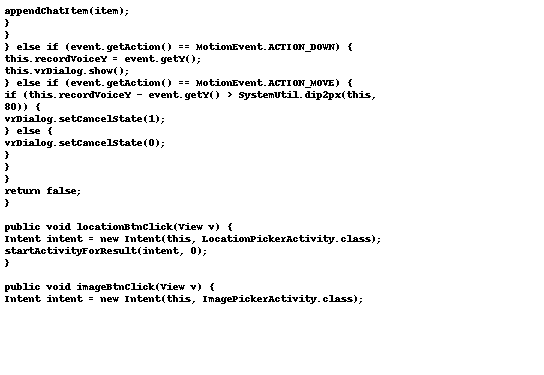 appendChatItem(item);
}
}
} else if (event.getAction() == MotionEvent.ACTION_DOWN) {
this.recordVoiceY = event.getY();
this.vrDialog.show();
} else if (event.getAction() == MotionEvent.ACTION_MOVE) {
if (this.recordVoiceY - event.getY() > SystemUtil.dip2px(this,
80)) {
vrDialog.setCancelState(1);
} else {
vrDialog.setCancelState(0);
}
}
}
return false;
}
public void locationBtnClick(View v) {
Intent intent = new Intent(this, LocationPickerActivity.class);
startActivityForResult(intent, 0);
}
public void imageBtnClick(View v) {
Intent intent = new Intent(this, ImagePickerActivity.class);